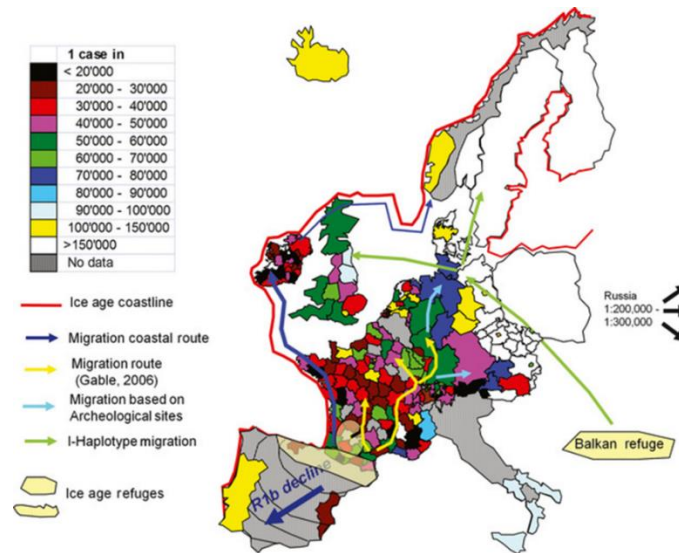 1 case in
< 20'000
20'000 - 30'000
30'000 - 40'000
40'000 - 50'000
50'000 - 60'000
60'000 - 70'000
70'000 - 80'000
80'000 - 90'000
90'000 - 100'000
100'000 - 150'000
>150'000
No data
Ice age coastline
Migration coastal route
Migration route
(Gable, 2006)
Migration based on
Archeological sites
I-Haplotype migration
Ice age refuges
Russia
1:200,000 -
1:300,000
Balkan refuge
R1b decline